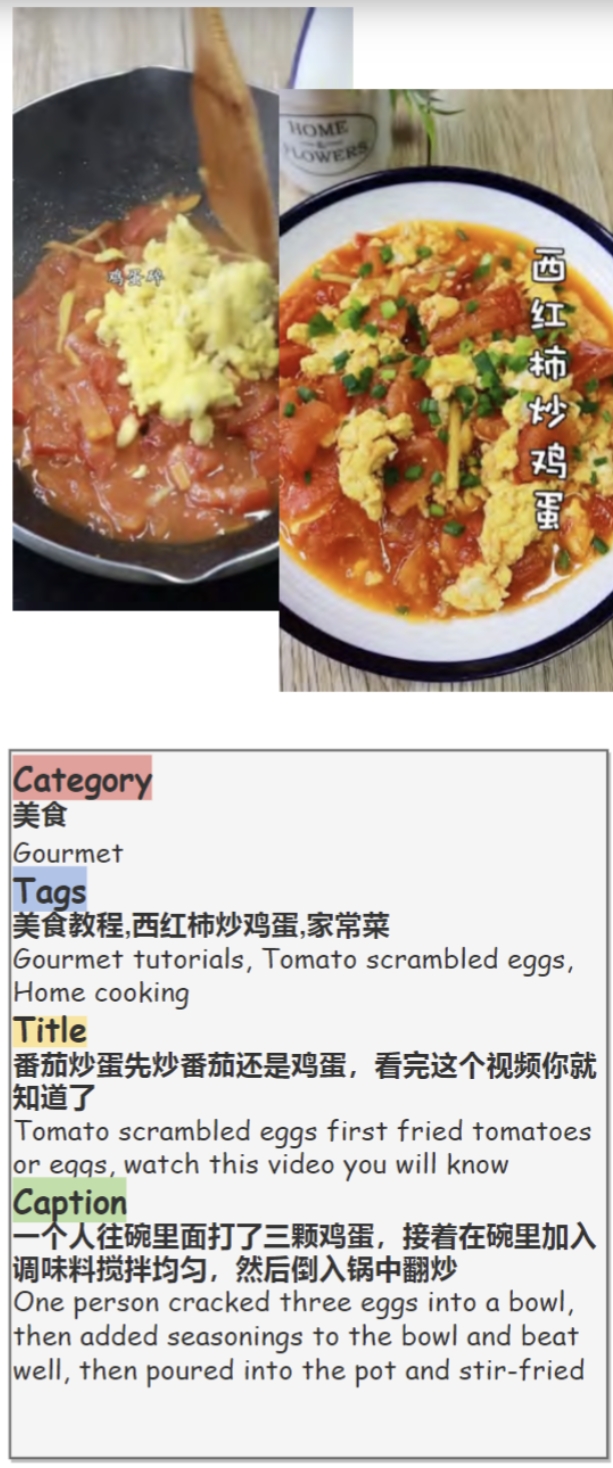 鸡蛋碎
HOME
&
FLOWERS
西红柿炒鸡蛋
Category
美食
Gourmet
Tags
美食教程,西红柿炒鸡蛋,家常菜
Gourmet tutorials, Tomato scrambled eggs,
Home cooking
Title
番茄炒蛋先炒番茄还是鸡蛋，看完这个视频你就
知道了
Tomato scrambled eggs first fried tomatoes
or eggs, watch this video you will know
Caption
一个人往碗里面打了三颗鸡蛋，接着在碗里加入
调味料搅拌均匀，然后倒入锅中翻炒
One person cracked three eggs into a bowl,
then added seasonings to the bowl and beat
well, then poured into the pot and stir-fried